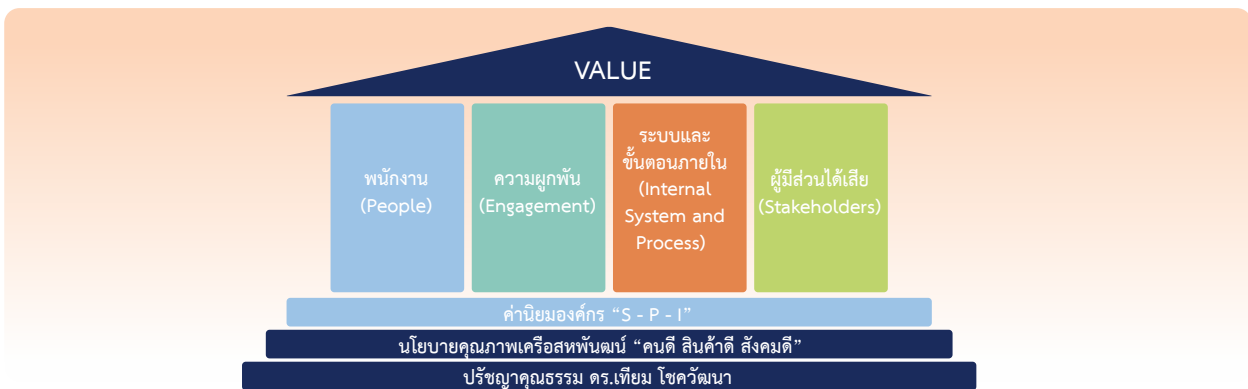 VALUE
พนักงาน
(People)
ความผูกพัน
(Engagement)
ระบบและ
ขั้นตอนภายใน
(Internal
System and
Process)
ผู้มีส่วนได้เสีย
(Stakeholders)
ค่านิยมองค์กร “S - P - I”
นโยบายคุณภาพเครือสหพัฒน์ “คนดี สินค้าดี สังคมดี”
ปรัชญาคุณธรรม ดร.เทียม โชควัฒนา